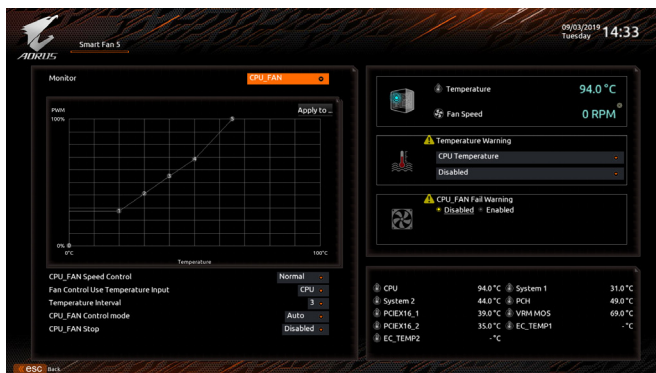 09/03/2019 14:33
Tuesday
Smart Fan 5
AORUS
Monitor
CPU_FAN
PWM
100%
Apply to ...
0%
0°C
100°C
Temperature
CPU_FAN Speed Control Normal
Fan Control Use Temperature Input CPU
Temperature Interval 3
CPU_FAN Control mode Auto
CPU_FAN Stop Disabled
Temperature 94.0 °C
Fan Speed 0 RPM
Temperature Warning
CPU Temperature
Disabled
CPU_FAN Fail Warning
Disabled Enabled
CPU 94.0°C System 1 31.0°C
System 2 44.0°C PCH 49.0°C
PCIEX16_1 39.0°C VRM MOS 69.0°C
PCIEX16_2 35.0°C EC_TEMP1 -°C
EC_TEMP2 -°C
esc Back